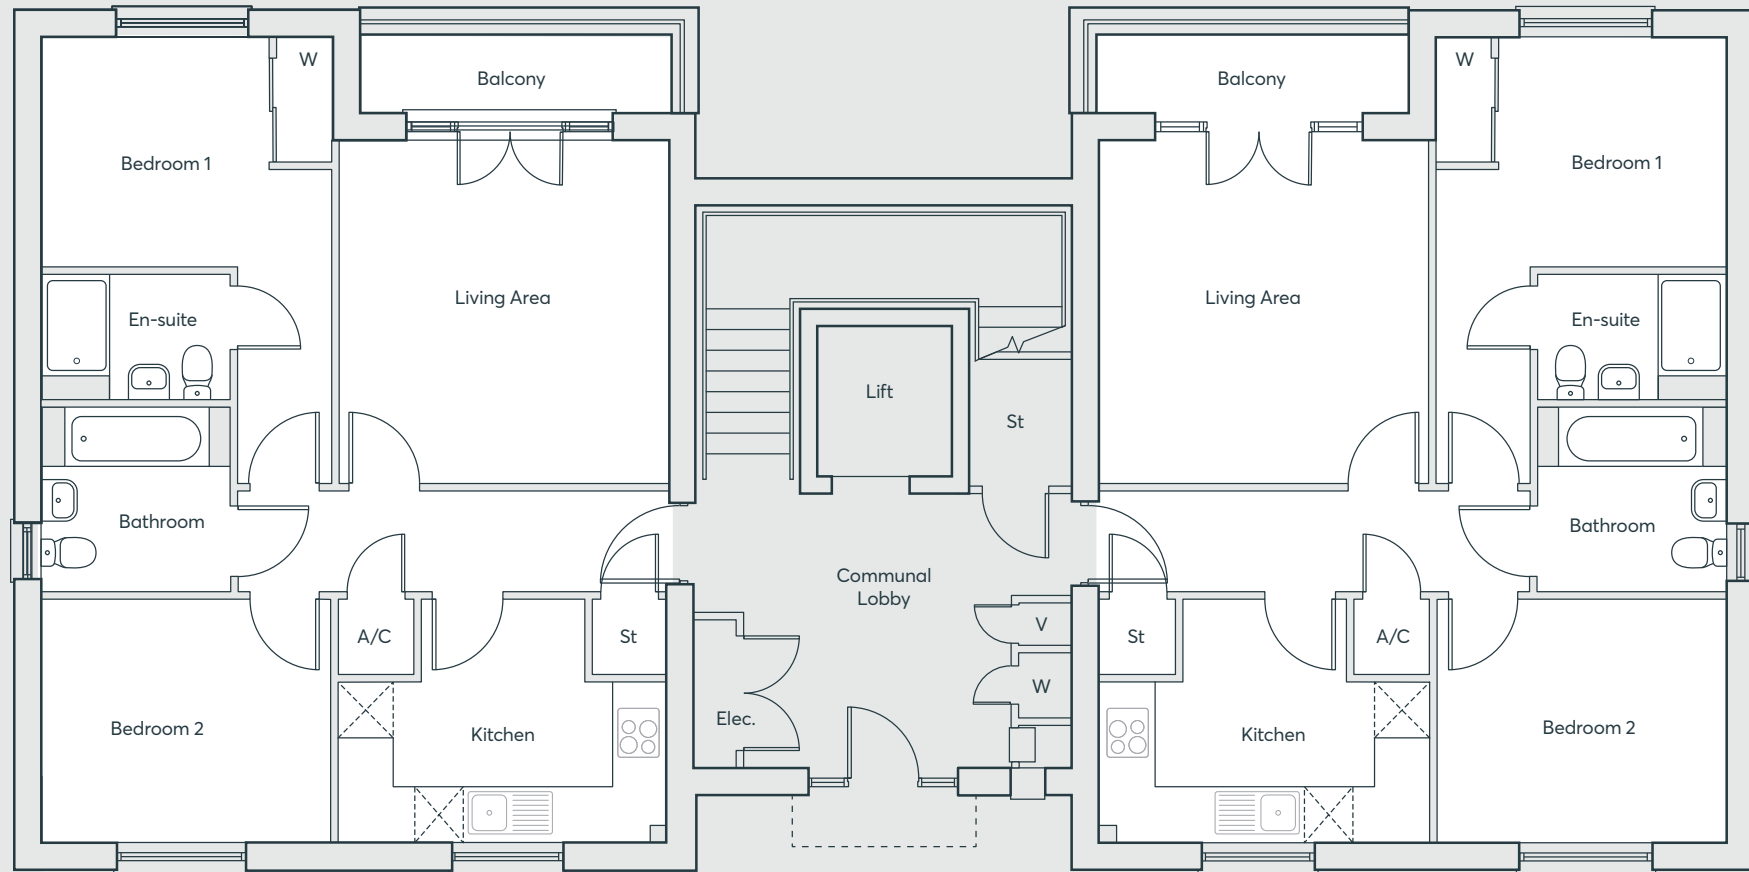 W
Balcony
Balcony
W
Bedroom 1
Bedroom 1
Living Area
Living Area
En-suite
En-suite
Lift
St
Bathroom
Bathroom
Communal
Lobby
A/C
St
V
St
A/C
W
Elec.
Bedroom 2
Kitchen
Kitchen
Bedroom 2